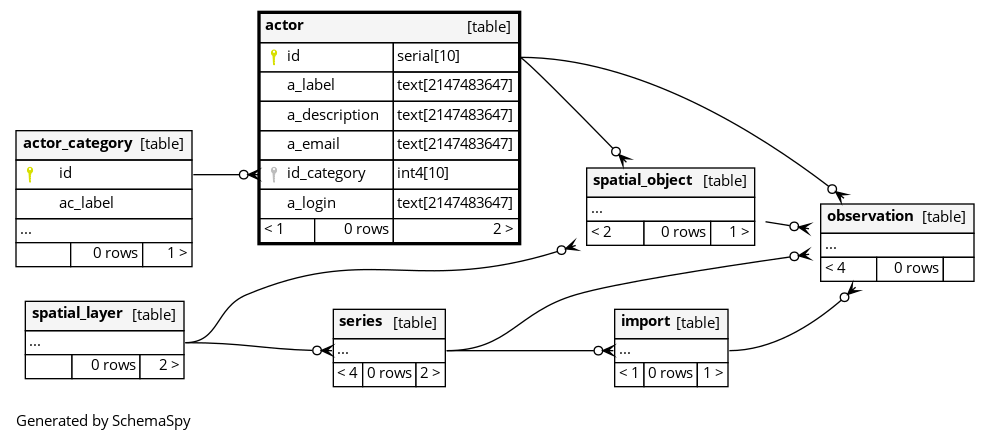 actor [table]
id serial[10]
a_label text[2147483647]
a_description text[2147483647]
a_email text[2147483647]
id_category int4[10]
a_login text[2147483647]
< 1 0 rows 2 >
actor_category [table]
id
ac_label
...
0 rows 1 >
spatial_object [table]
...
< 2 0 rows 1 >
observation [table]
...
< 4 0 rows
spatial_layer [table]
...
0 rows 2 >
series [table]
...
< 4 0 rows 2 >
import [table]
...
< 1 0 rows 1 >
Generated by SchemaSpy